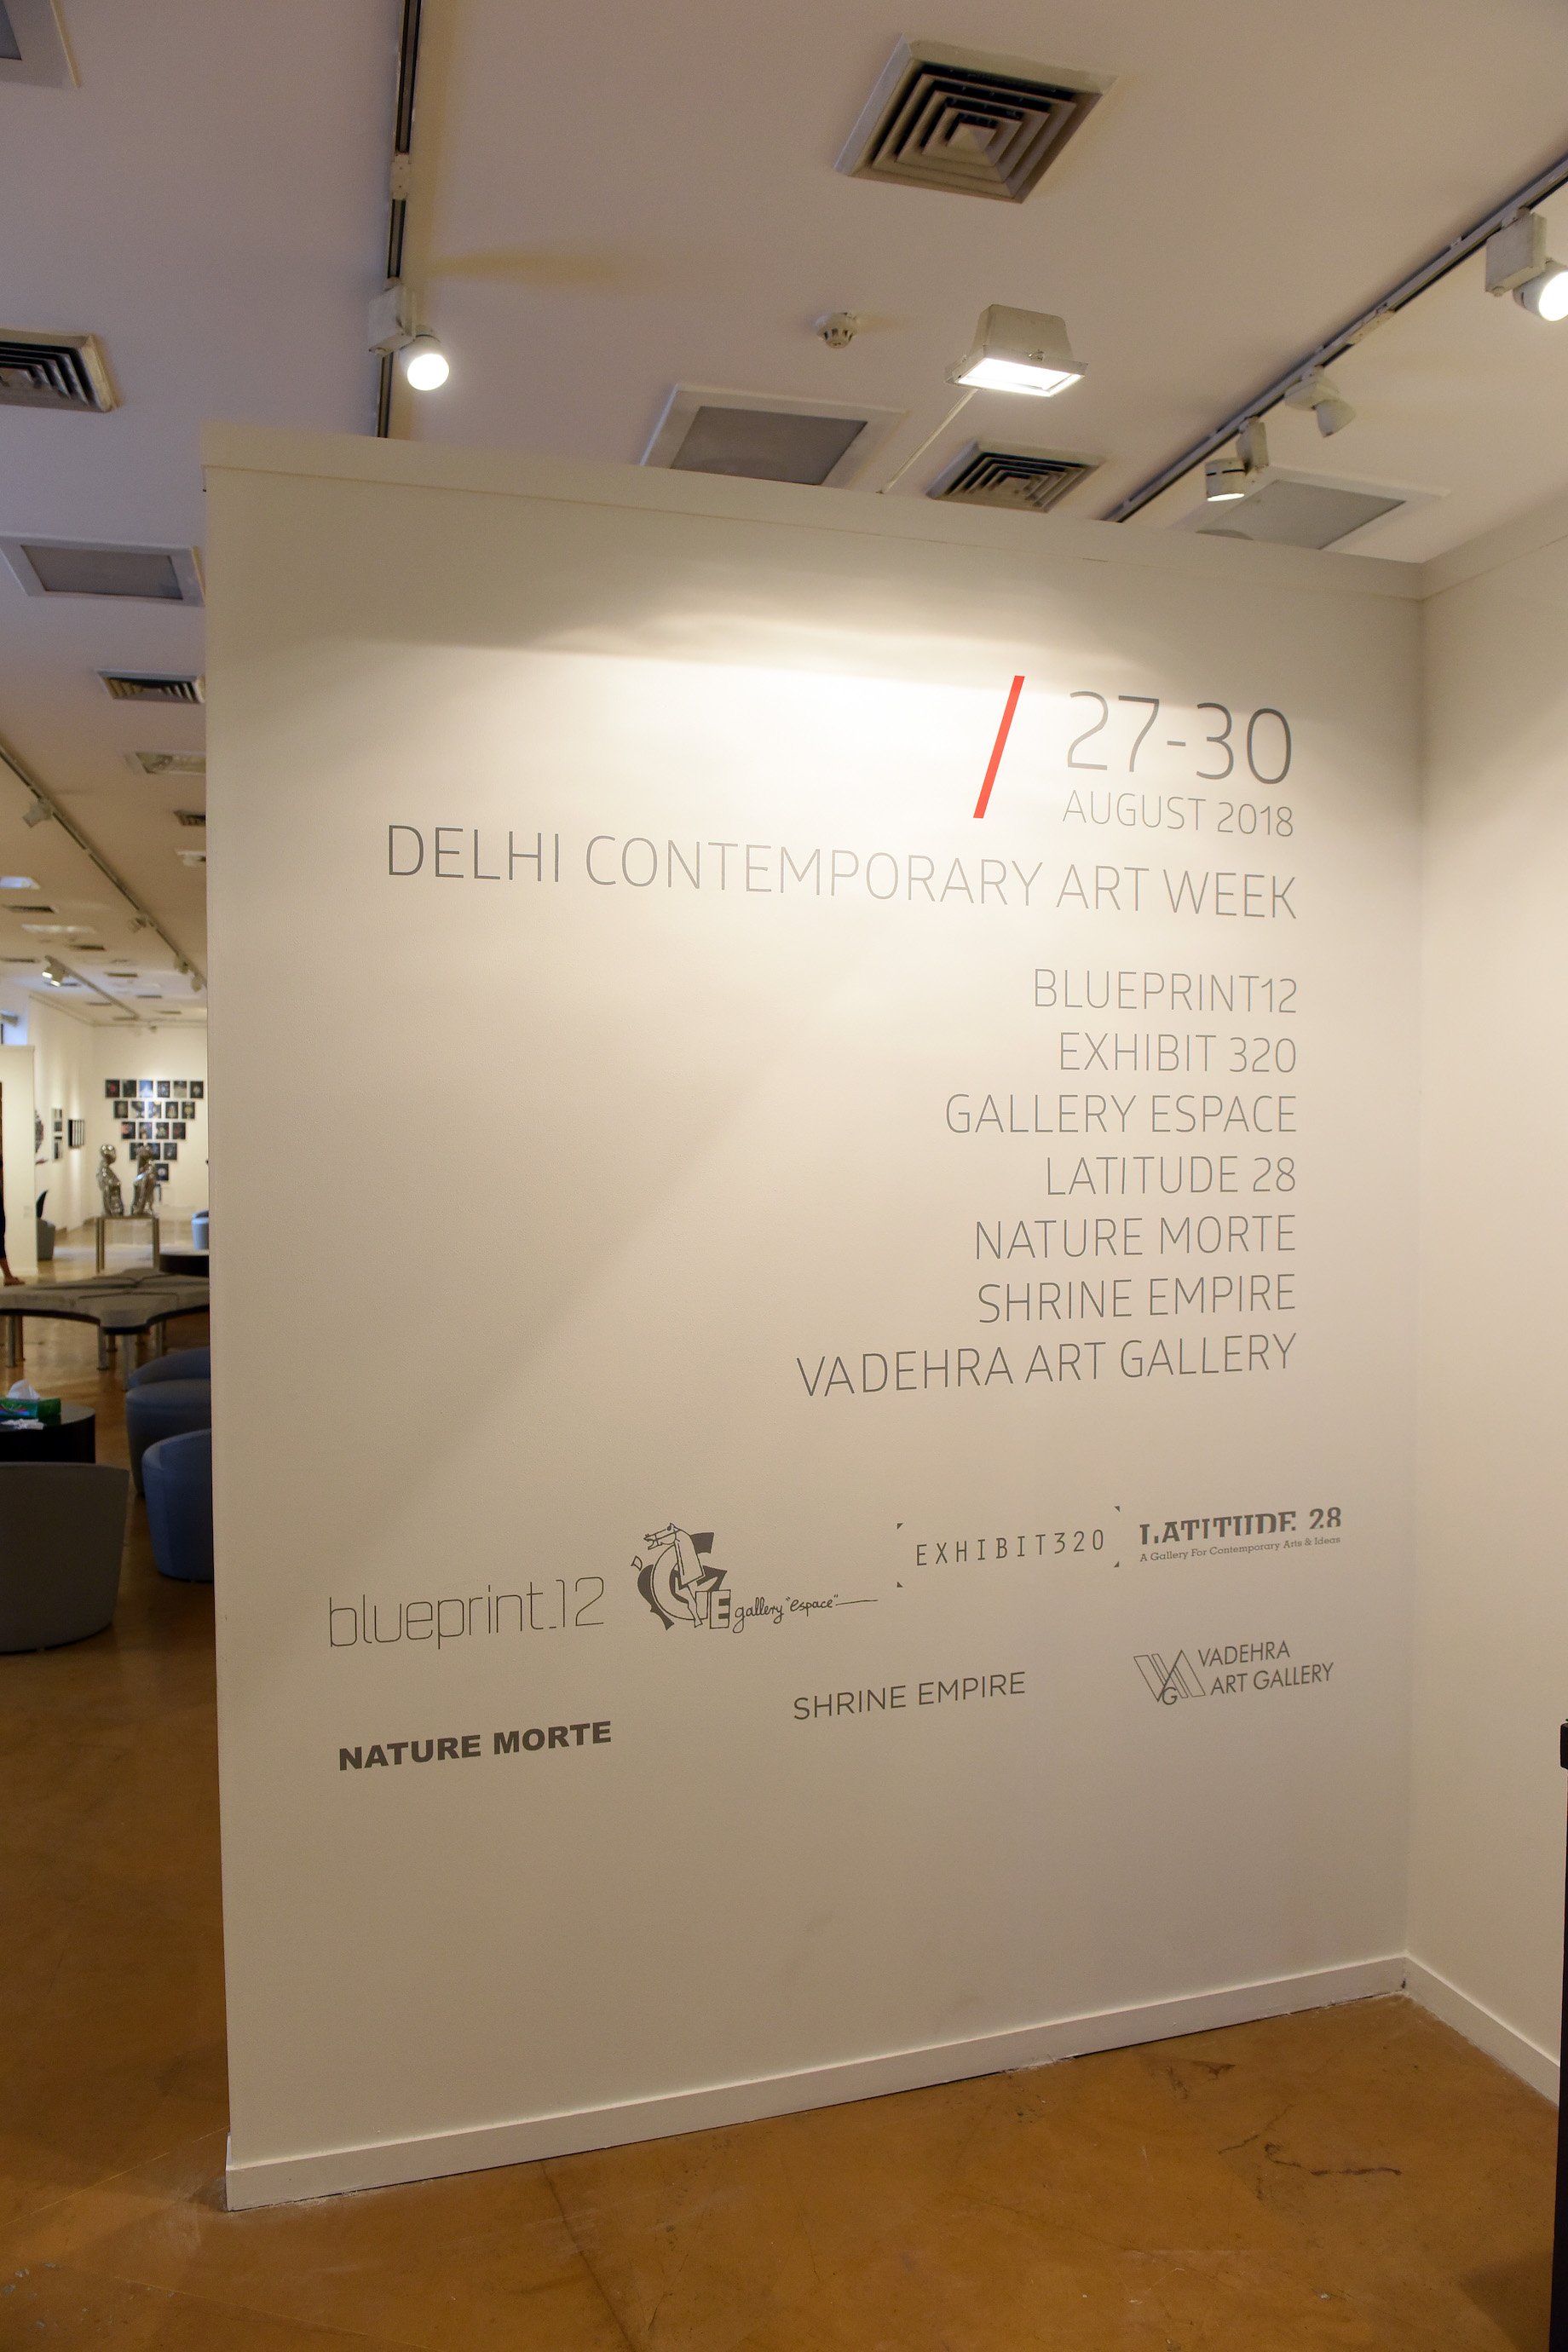 / 27-30
AUGUST 2018
DELHI CONTEMPORARY ART WEEK
BLUEPRINT12
EXHIBIT 320
GALLERY ESPACE
LATITUDE 28
NATURE MORTE
SHRINE EMPIRE
VADEHRA ART GALLERY
blueprint.12
GE gallery "espace"
EXHIBIT320
LATITUDE 28
A Gallery For Contemporary Arts & Ideas
NATURE MORTE
SHRINE EMPIRE
VAG VADEHRA
ART GALLERY